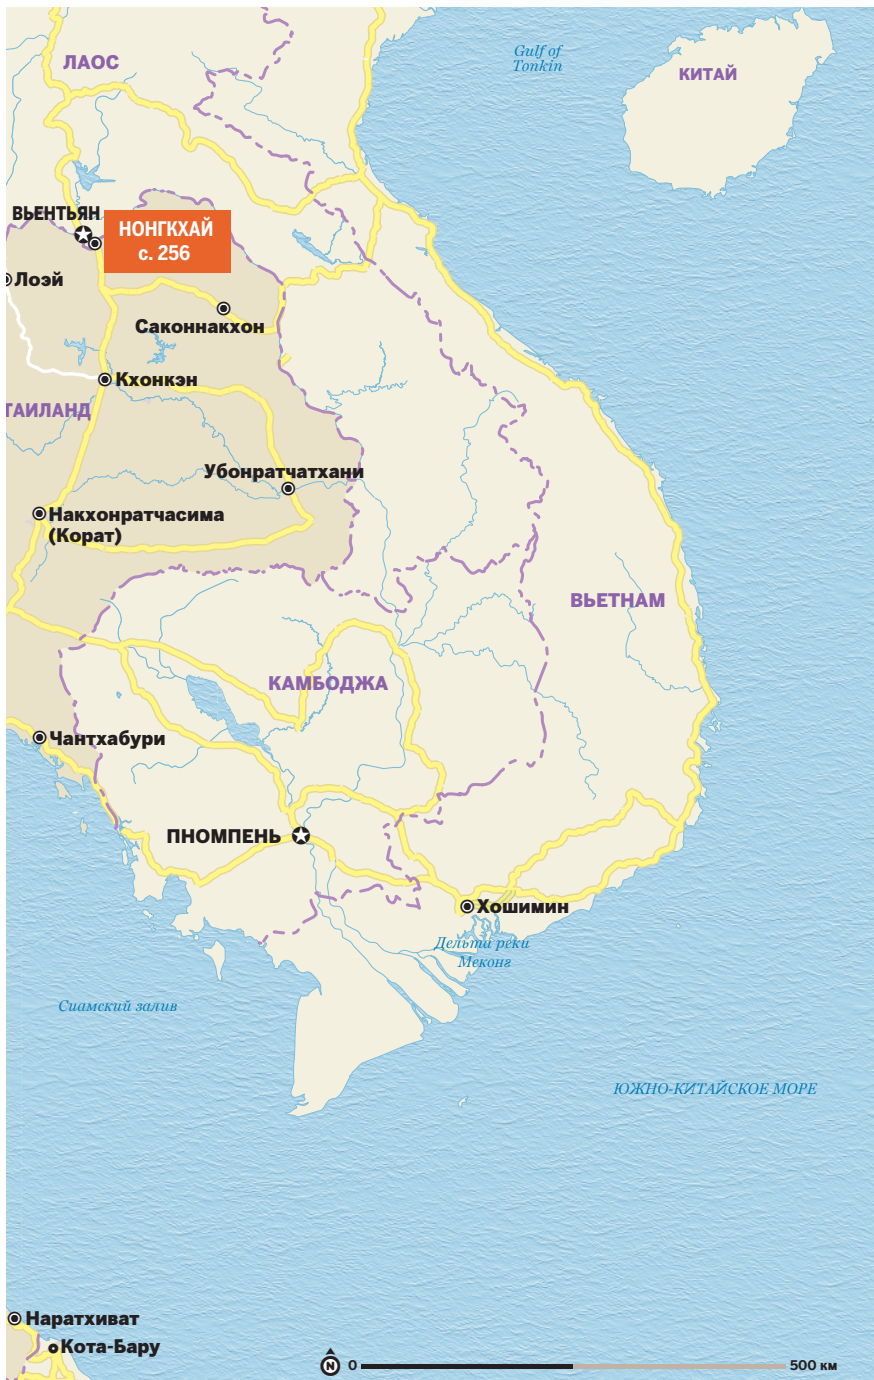 Gulf of
Tonkin
ЛАОС
КИТАЙ
ВЬЕНТЬЯН
НОНГКХАЙ
с. 256
Лоэй
Саконнакхон
Кхонкэн
ТАИЛАНД
Убонратчатхани
Накхонратчасима
(Корат)
ВЬЕТНАМ
КАМБОДЖА
Чантхабури
ПНОМПЕНЬ
Хошимин
Дельта реки
Меконг
Сиамский залив
ЮЖНО-КИТАЙСКОЕ МОРЕ
Наратхиват
Кота-Бару
N 0 500 км